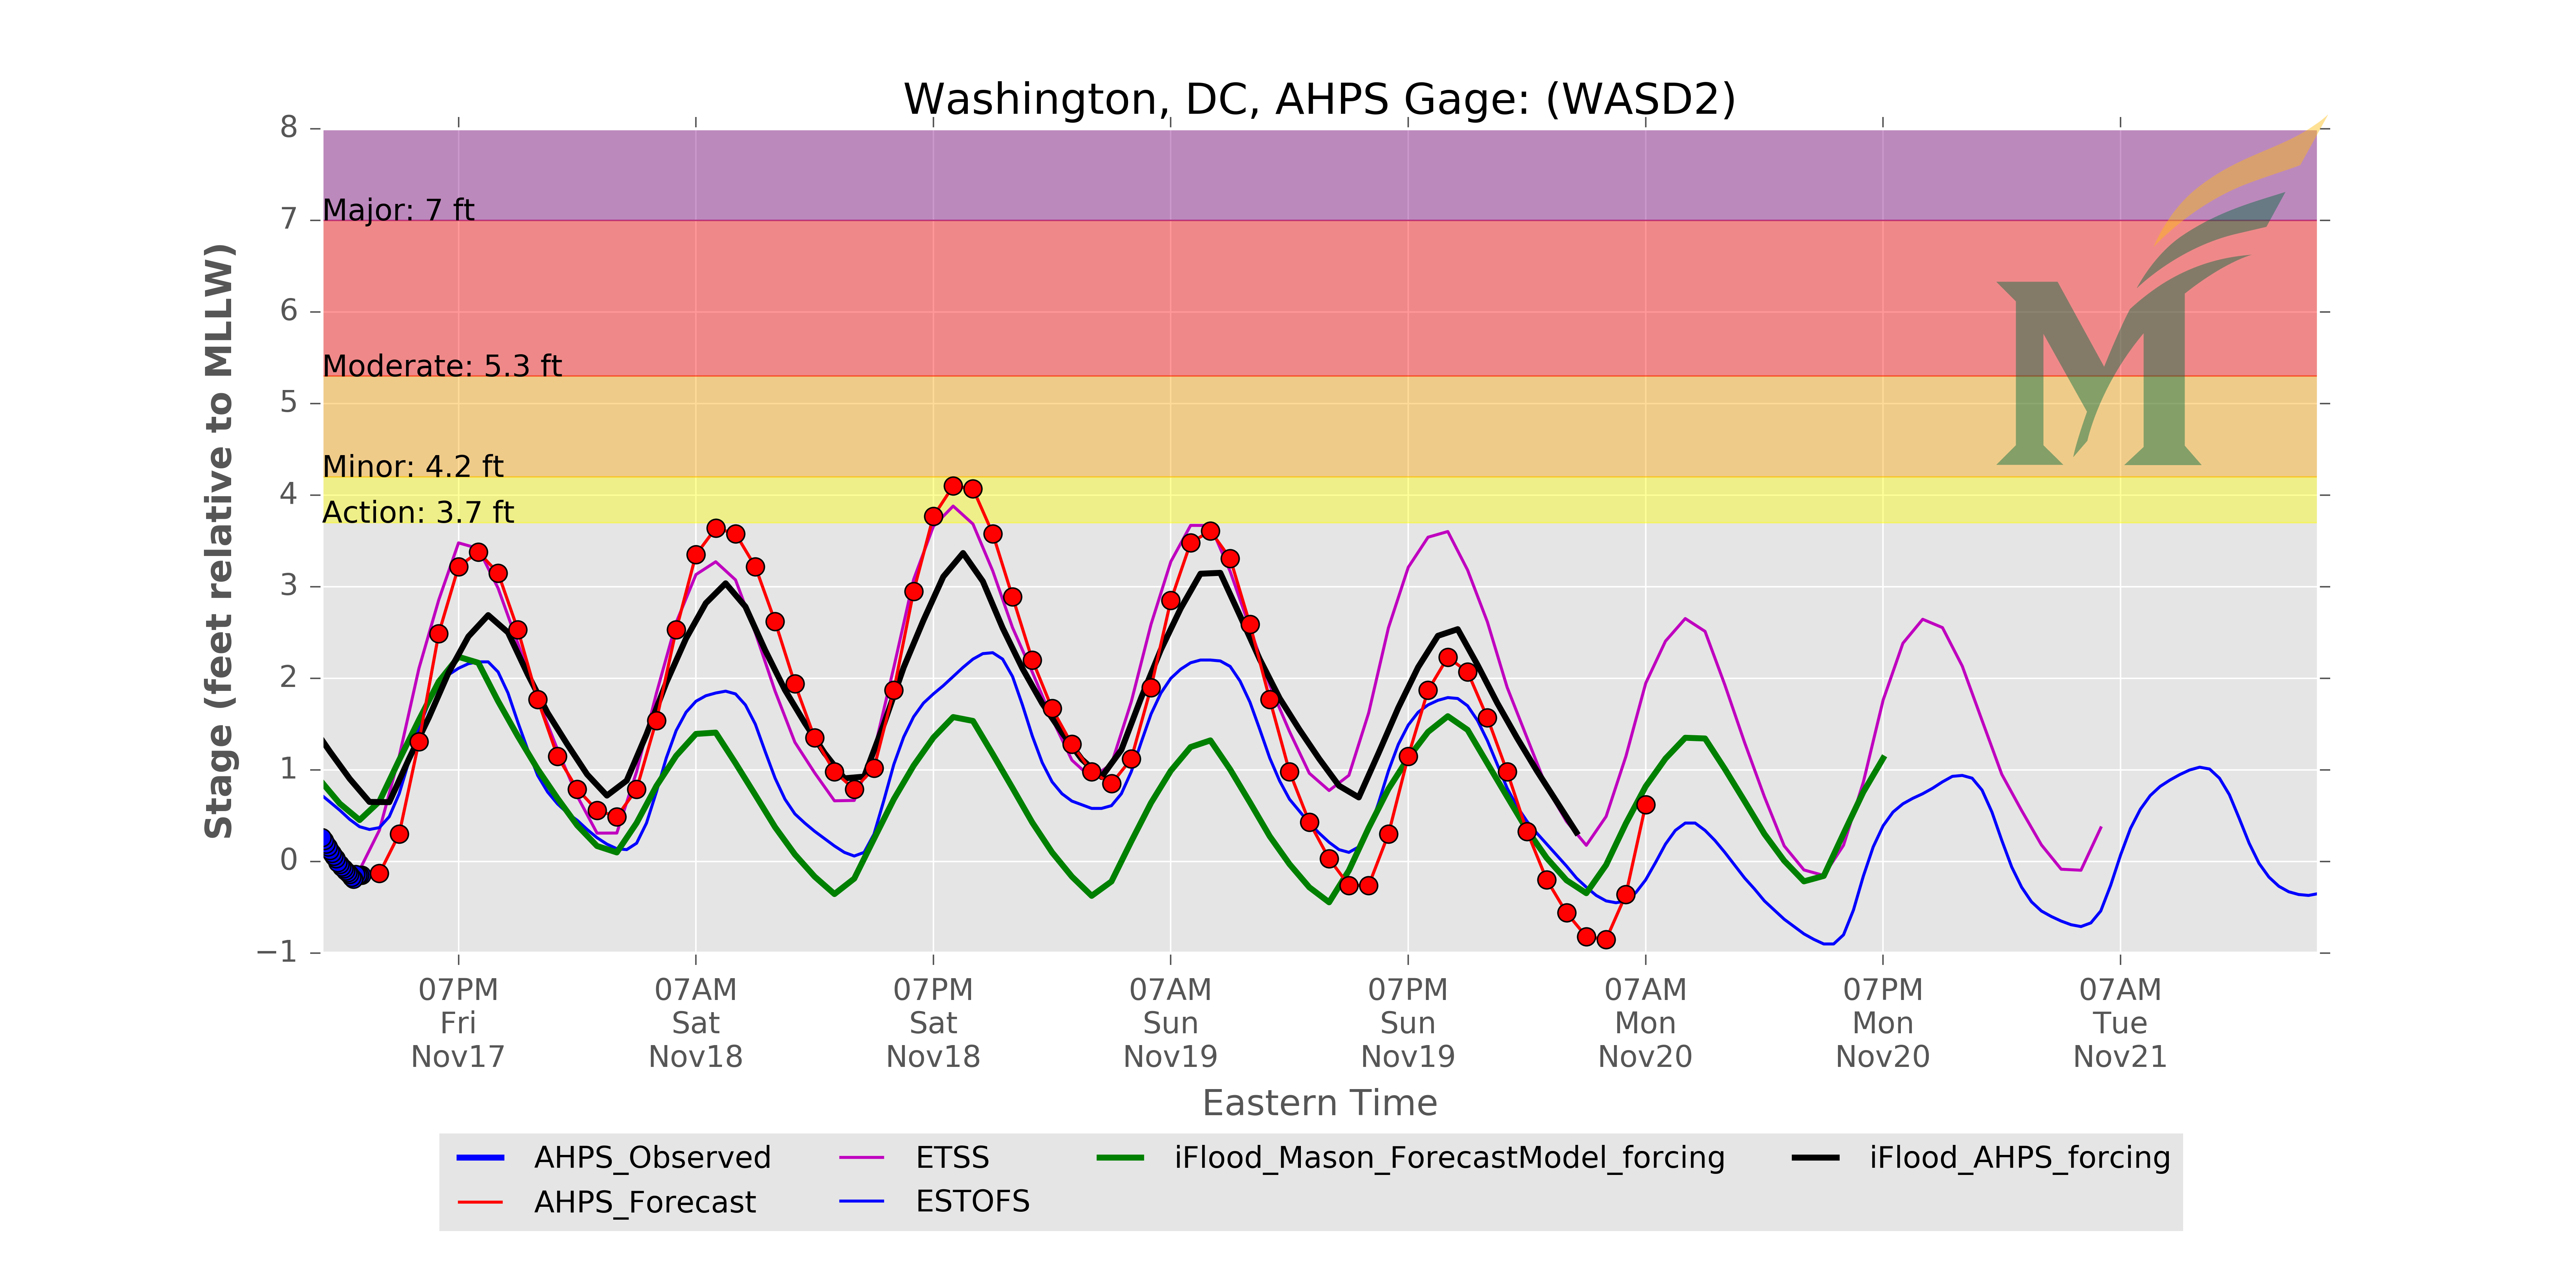 Washington, DC, AHPS Gage: (WASD2)
8
7
6
5
4
3
2
1
0
−1
Stage (feet relative to MLLW)
Major: 7 ft
Moderate: 5.3 ft
Minor: 4.2 ft
Action: 3.7 ft
07PM 07AM 07PM 07AM 07PM 07AM 07PM 07AM
Fri Sat Sat Sun Sun Mon Mon Tue
Nov17 Nov18 Nov18 Nov19 Nov19 Nov20 Nov20 Nov21
Eastern Time
AHPS_Observed ETSS iFlood_Mason_ForecastModel_forcing iFlood_AHPS_forcing
AHPS_Forecast ESTOFS
M